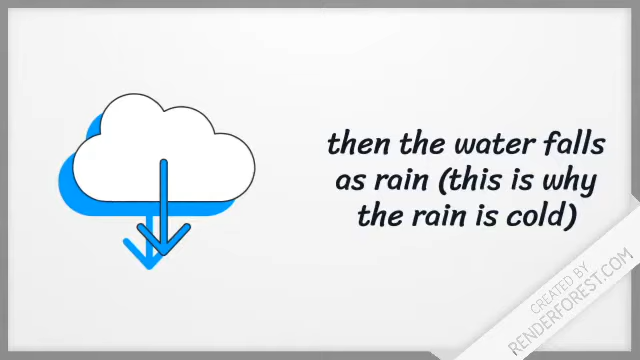 then the water falls
as rain (this is why
the rain is cold)
CREATED BY
RENDERFOREST.COM